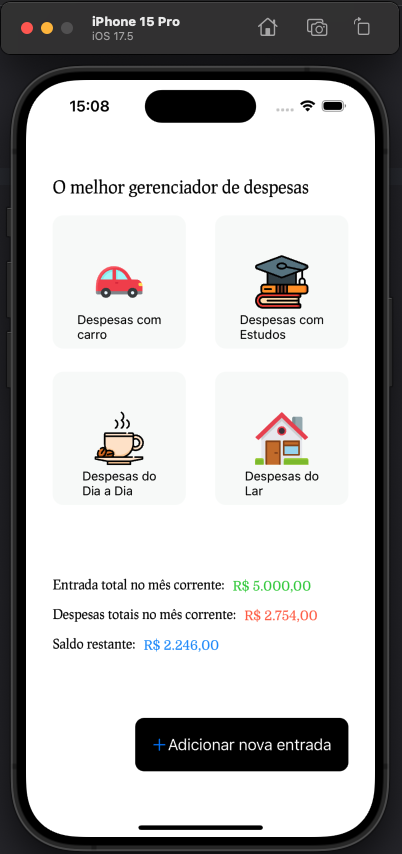 iPhone 15 Pro
iOS 17.5
15:08
O melhor gerenciador de despesas
Despesas com
carro
Despesas com
Estudos
Despesas do
Dia a Dia
Despesas do
Lar
Entrada total no mês corrente: R$ 5.000,00
Despesas totais no mês corrente: R$ 2.754,00
Saldo restante: R$ 2.246,00
+ Adicionar nova entrada